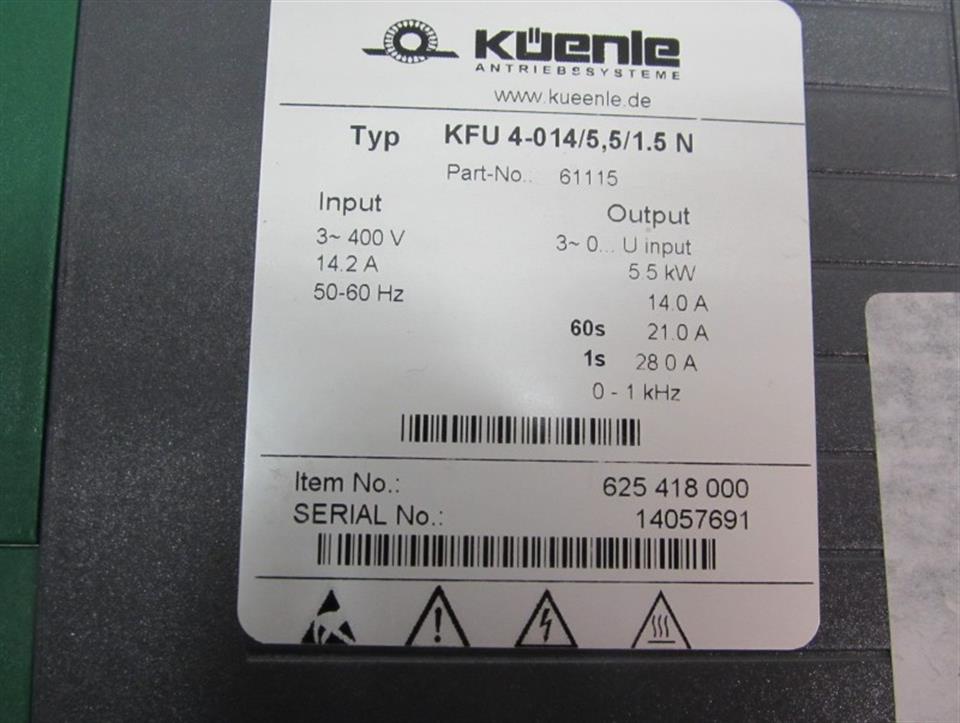 KÜenle
ANTRIEBSSYSTEME
www.kueenle.de
Typ KFU 4-014/5,5/1.5 N
Part-No.. 61115
Input
Output
3~ 400 V
3~ 0... U input
14.2 A
5.5 kW
50-60 Hz
14.0 A
60s 21.0 A
1s 28.0 A
0 - 1 kHz
Item No.: 625 418 000
SERIAL No.: 14057691